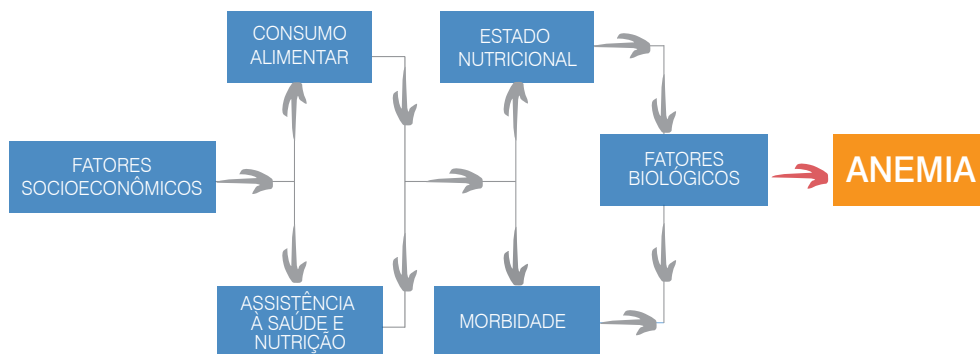 CONSUMO
ALIMENTAR
ESTADO
NUTRICIONAL
FATORES
SOCIOECONÔMICOS
FATORES
BIOLÓGICOS
ANEMIA
ASSISTÊNCIA
À SAÚDE E
NUTRIÇÃO
MORBIDADE